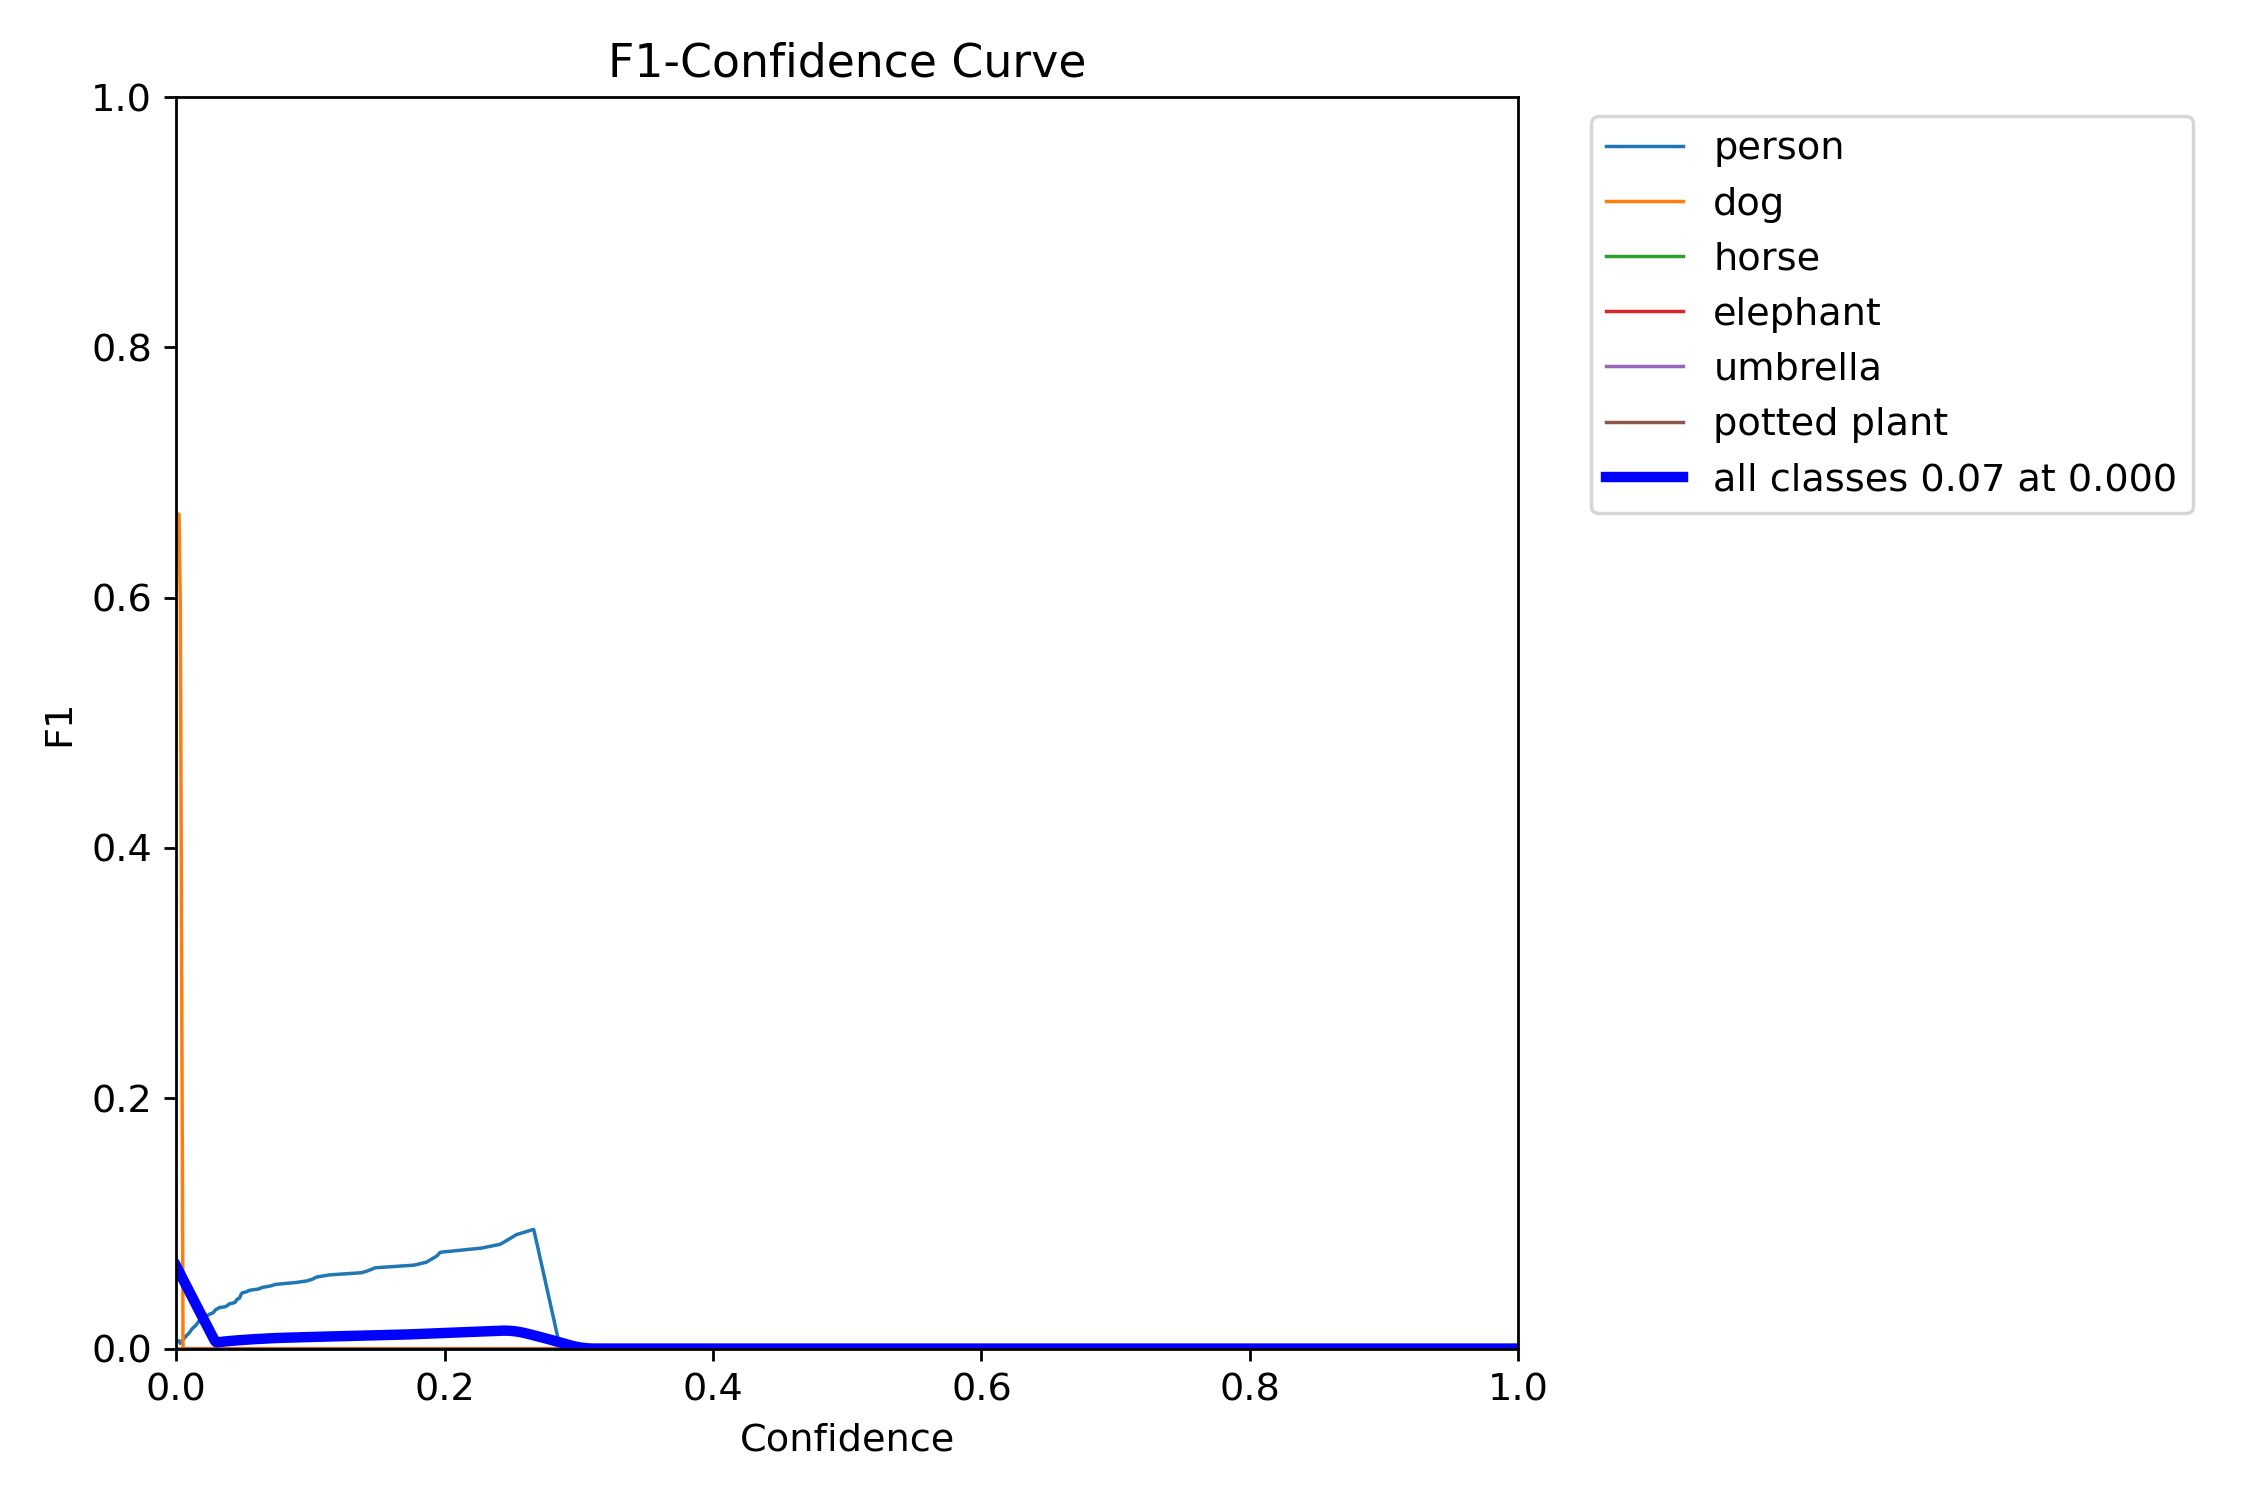 F1-Confidence Curve
1.0
0.8
0.6
0.4
0.2
0.0
F1
0.0 0.2 0.4 0.6 0.8 1.0
Confidence
person
dog
horse
elephant
umbrella
potted plant
all classes 0.07 at 0.000